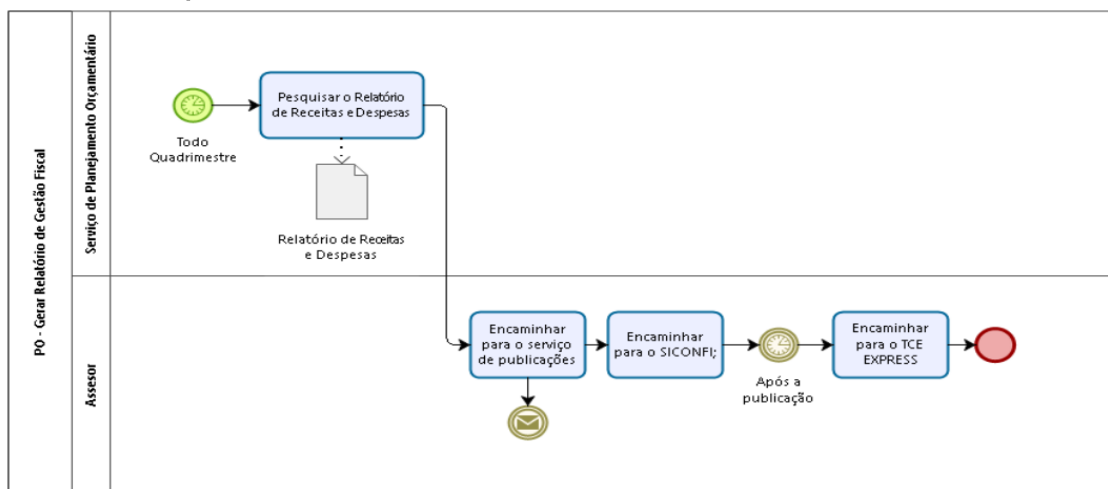 PO - Gerar Relatório de Gestão Fiscal
Serviço de Planejamento Orçamentário
Todo
Quadrimestre
Pesquisar o Relatório
de Receitas e Despesas
Relatório de Receitas
e Despesas
Assesor
Encaminhar
para o serviço
de publicações
Encaminhar
para o SICONFI;
Após a
publicação
Encaminhar
para o TCE
EXPRESS